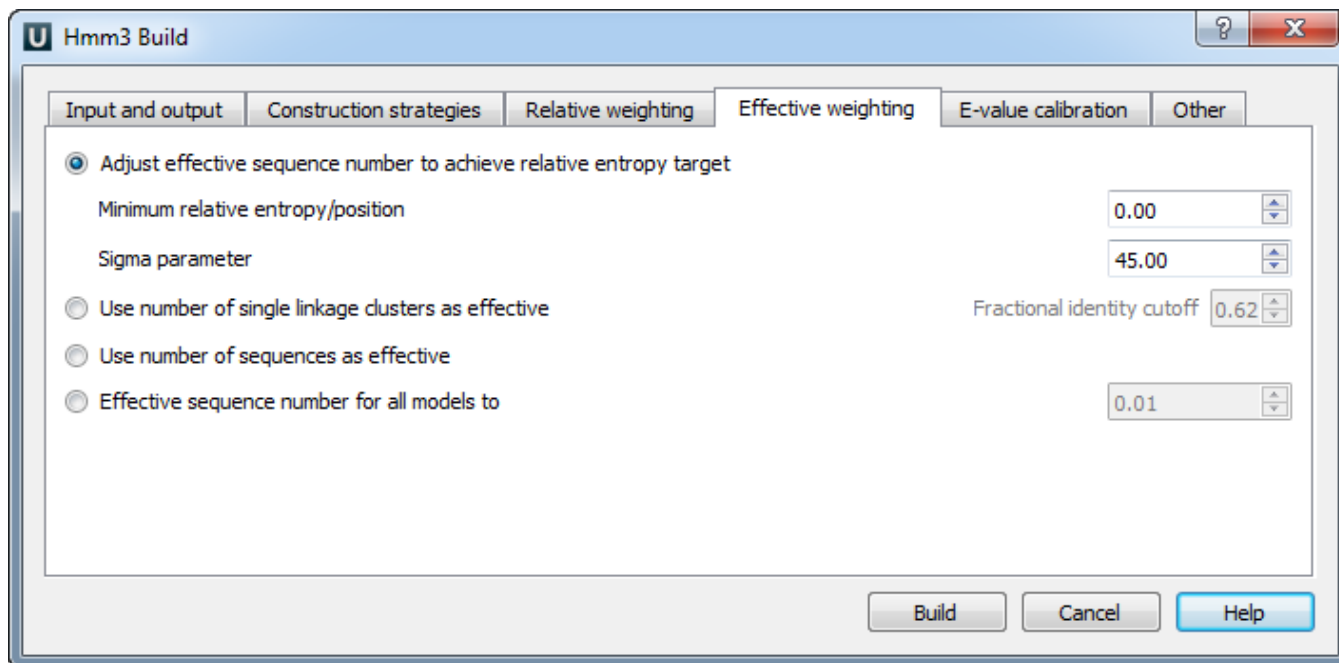 U Hmm3 Build ? X
Input and output Construction strategies Relative weighting Effective weighting E-value calibration Other
Adjust effective sequence number to achieve relative entropy target
Minimum relative entropy/position 0.00
Sigma parameter 45.00
Use number of single linkage clusters as effective Fractional identity cutoff 0.62
Use number of sequences as effective
Effective sequence number for all models to 0.01
Build Cancel Help